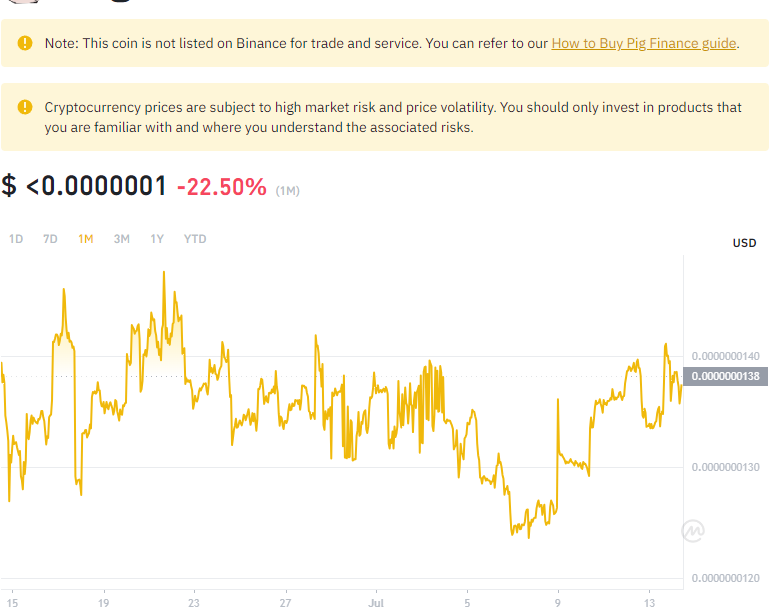 Note: This coin is not listed on Binance for trade and service. You can refer to our How to Buy Pig Finance guide.
Cryptocurrency prices are subject to high market risk and price volatility. You should only invest in products that
you are familiar with and where you understand the associated risks.
$ <0.0000001 -22.50% (1M)
1D 7D 1M 3M 1Y YTD
USD
0.0000000140
0.0000000138
0.0000000130
0.0000000120
15 19 23 27 Jul 5 9 13